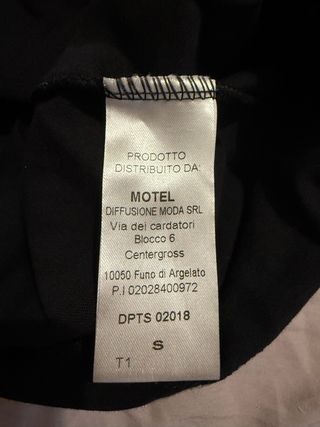 PRODOTTO
DISTRIBUITO DA:
MOTEL
DIFFUSIONE MODA SRL
Via dei cardatori
Blocco 6
Centergross
10050 Funo di Argelato
P.I 02028400972
DPTS 02018
S
T1